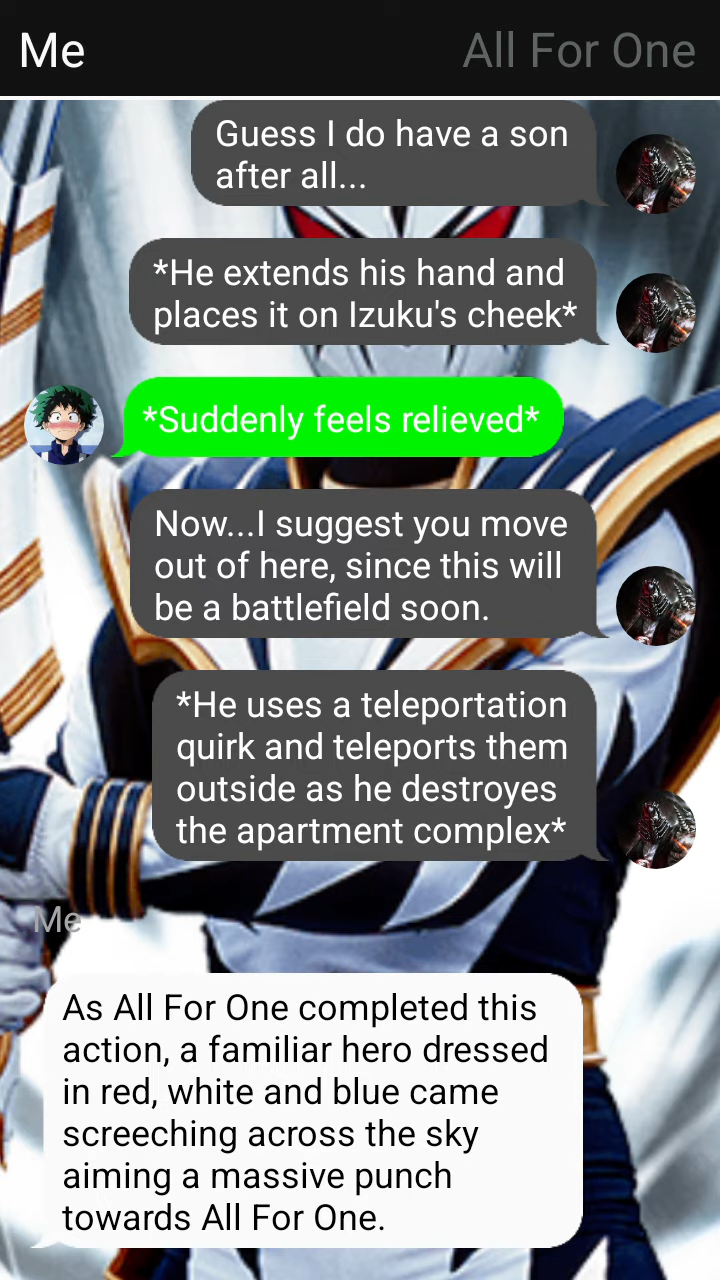 Me
All For One
Guess I do have a son
after all...
*He extends his hand and
places it on Izuku's cheek*
*Suddenly feels relieved*
Now...I suggest you move
out of here, since this will
be a battlefield soon.
*He uses a teleportation
quirk and teleports them
outside as he destroyes
the apartment complex*
Me
As All For One completed this
action, a familiar hero dressed
in red, white and blue came
screeching across the sky
aiming a massive punch
towards All For One.